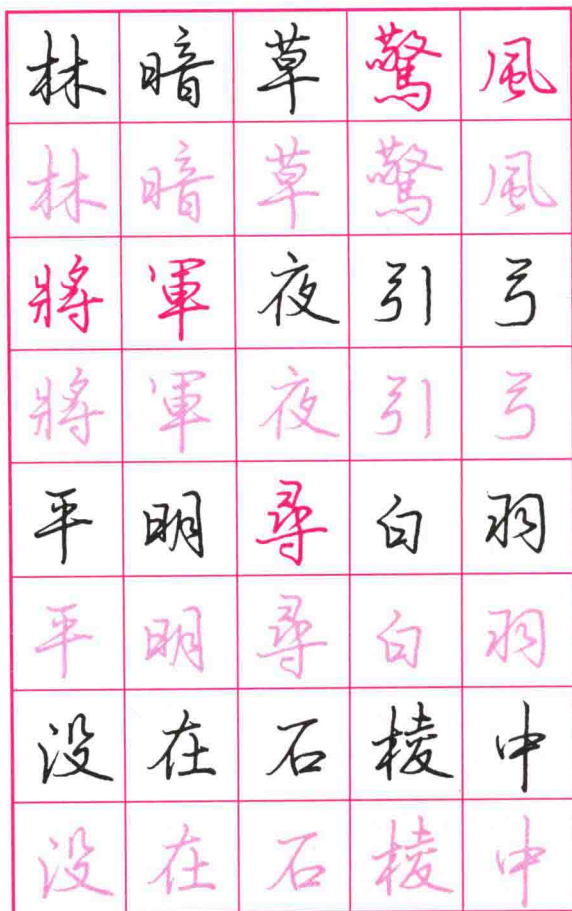 林暗草驚風
林暗草驚風
將軍夜引弓
將軍夜引弓
平明尋白羽
平明尋白羽
没在石棱中
没在石棱中